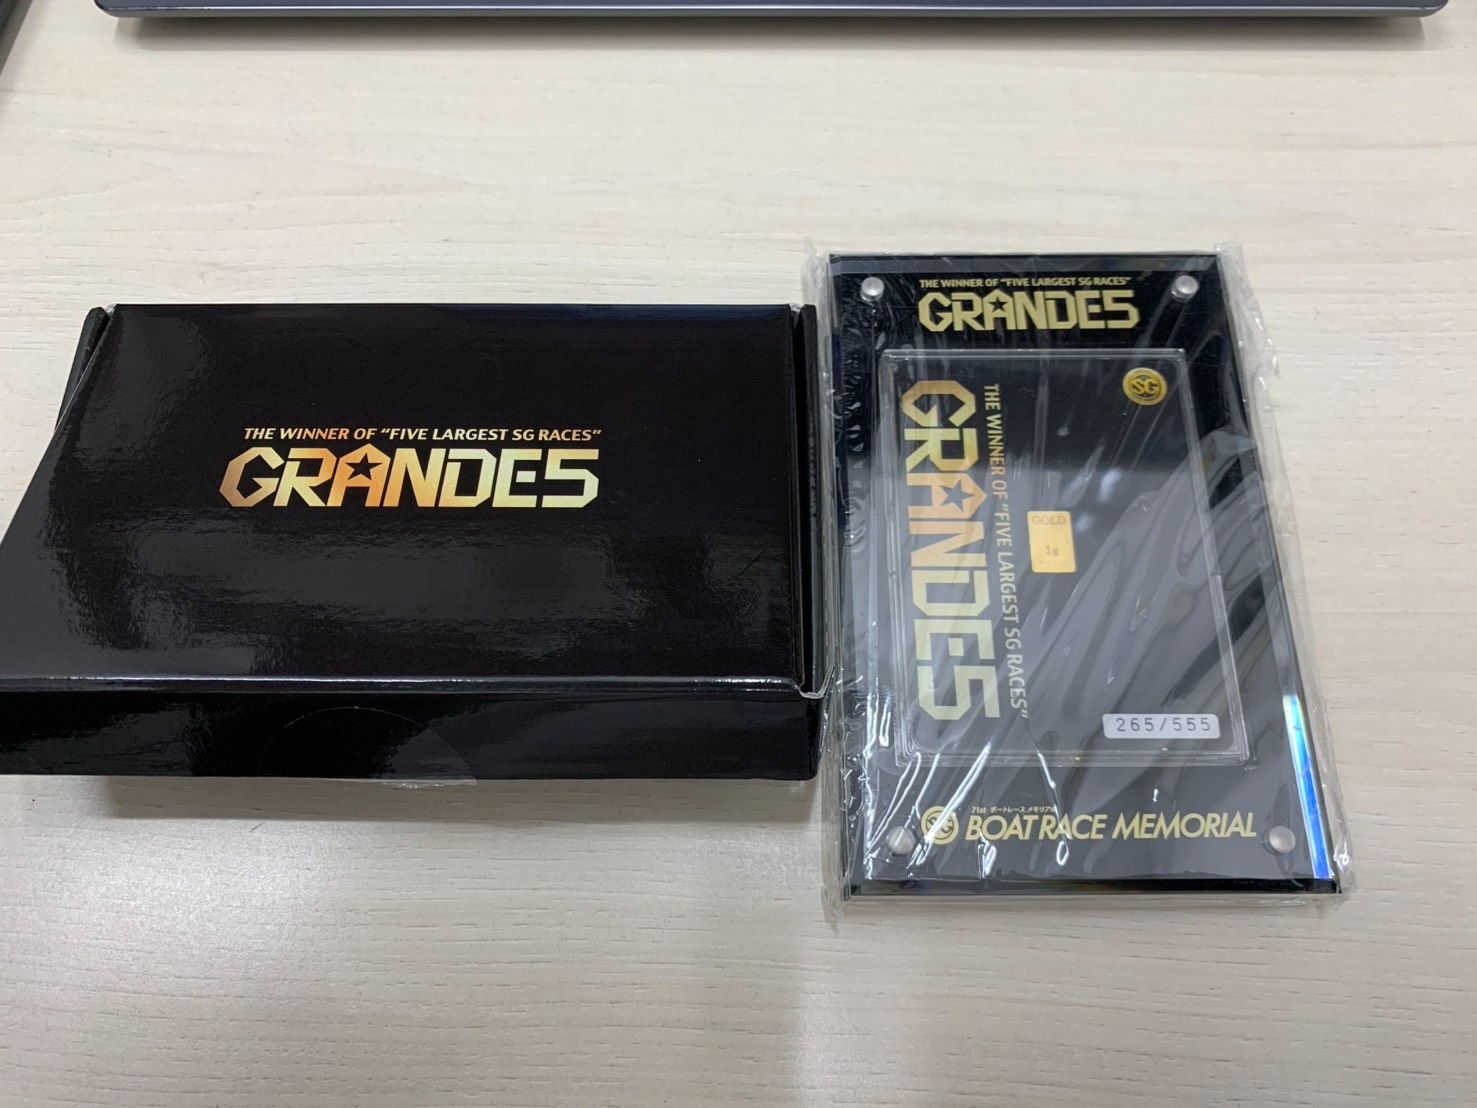 THE WINNER OF "FIVE LARGEST SG RACES"
GRANDE5
THE WINNER OF "FIVE LARGEST SG RACES"
GRANDE5
SG
THE WINNER OF "FIVE LARGEST SG RACES"
GRANDE5
GOLD
1g
265/555
71st ボートレース メモリアル
SG BOAT RACE MEMORIAL